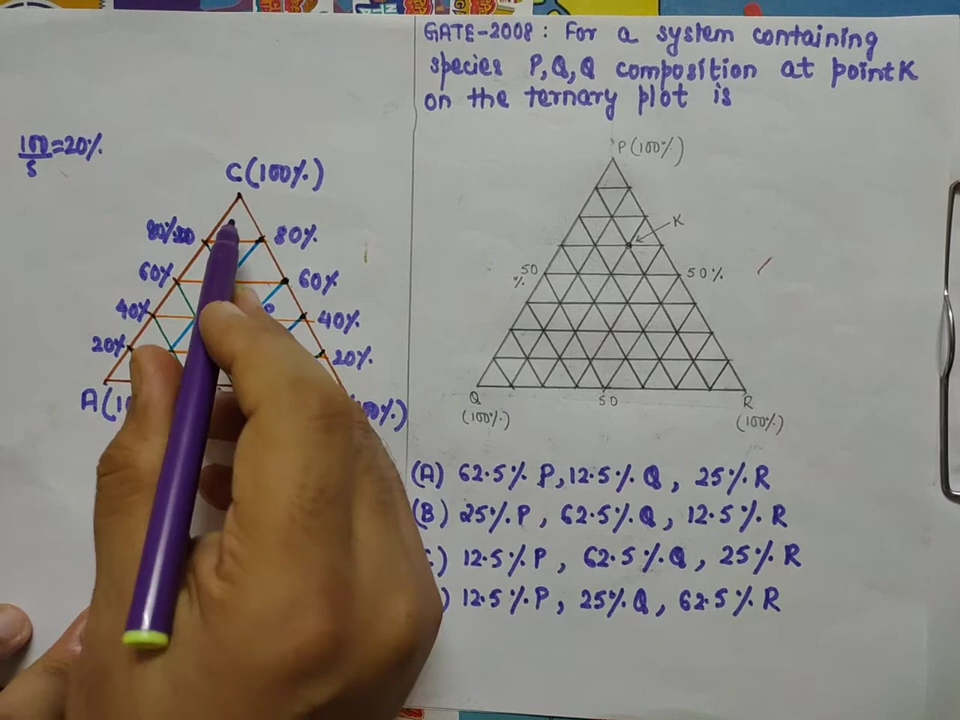 100/5 = 20%
C (100%)
80%
60%
60%
40%
40%
20%
20%
A (10
GATE-2008: For a system containing
species P, Q, Q composition at point K
on the ternary plot is
P (100%)
K
50
%
50%
Q
(100%)
50
R
(100%)
(A) 62.5% P, 12.5% Q, 25% R
(B) 25% P, 62.5% Q, 12.5% R
) 12.5% P, 62.5% Q, 25% R
) 12.5% P, 25% Q, 62.5% R